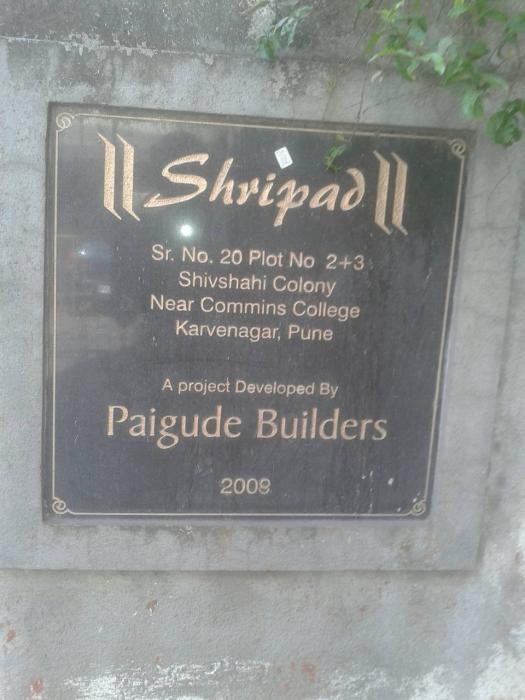 || Shripad ||
Sr. No. 20 Plot No 2+3
Shivshahi Colony
Near Commins College
Karvenagar, Pune
A project Developed By
Paigude Builders
2009